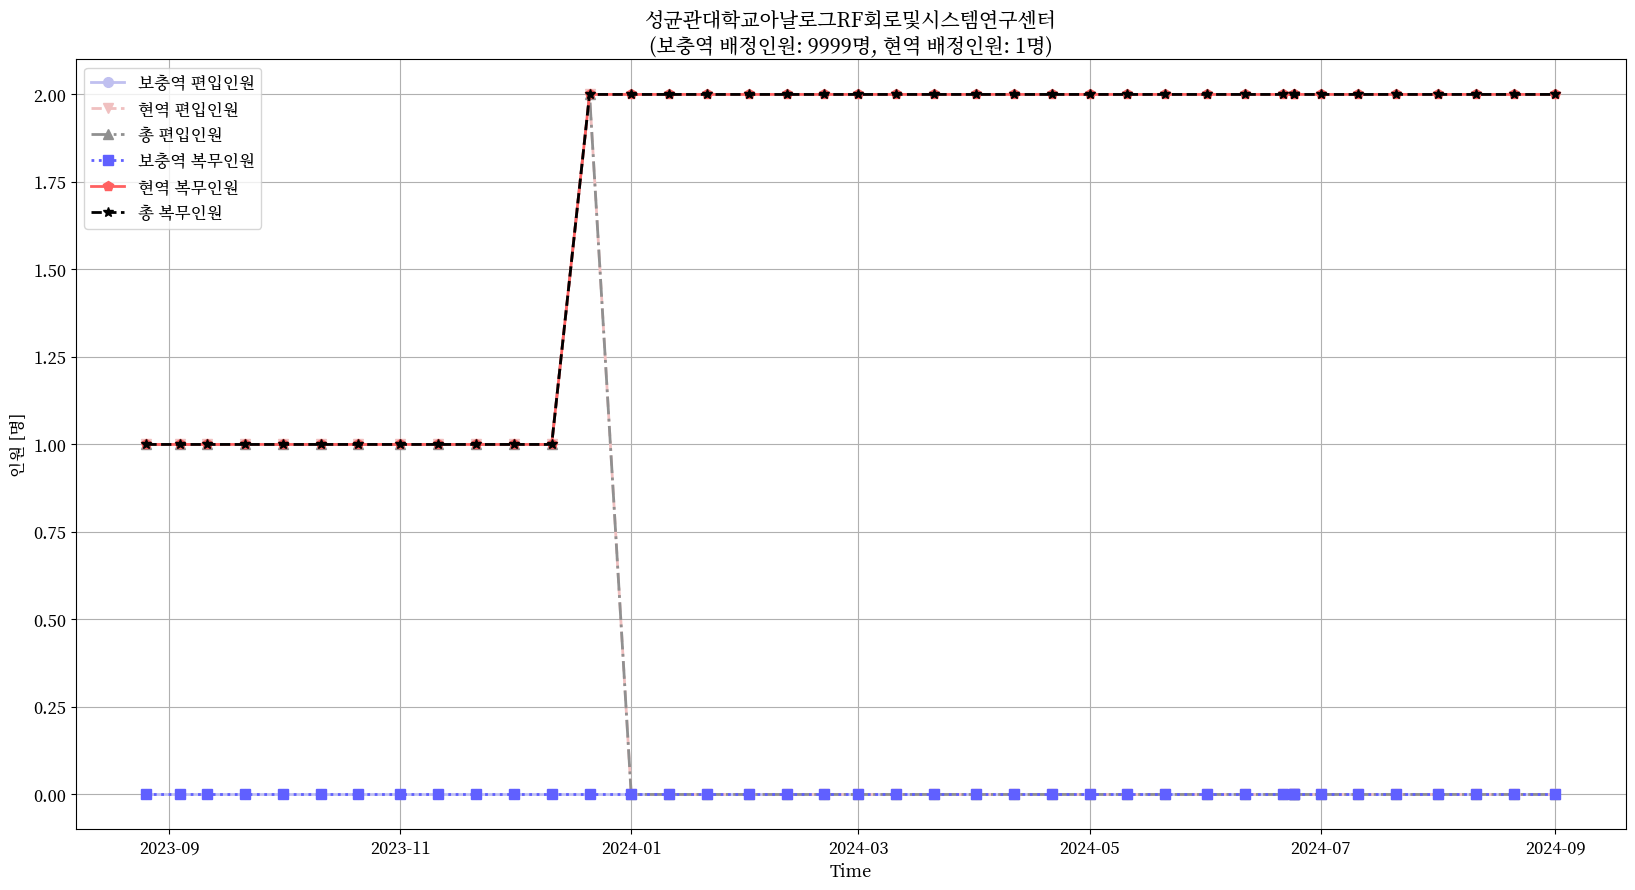 성균관대학교아날로그RF회로및시스템연구센터
(보충역 배정인원: 9999명, 현역 배정인원: 1명)
보충역 편입인원
현역 편입인원
총 편입인원
보충역 복무인원
현역 복무인원
총 복무인원
2.00
1.75
1.50
1.25
1.00
0.75
0.50
0.25
0.00
인원 [명]
2023-09 2023-11 2024-01 2024-03 2024-05 2024-07 2024-09
Time